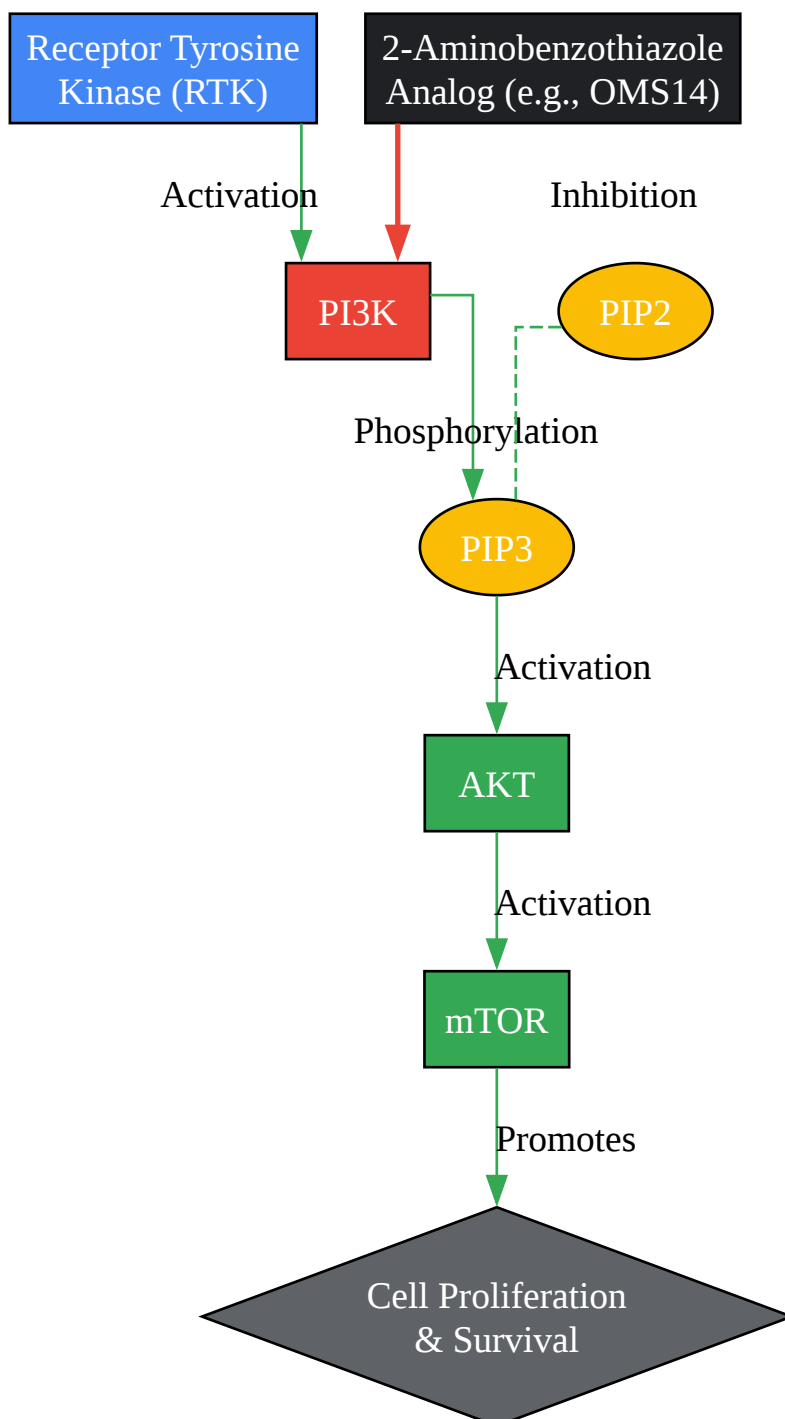 Receptor Tyrosine
Kinase (RTK)
2-Aminobenzothiazole
Analog (e.g., OMS14)
Activation
Inhibition
PI3K
PIP2
Phosphorylation
PIP3
Activation
AKT
Activation
mTOR
Promotes
Cell Proliferation
& Survival